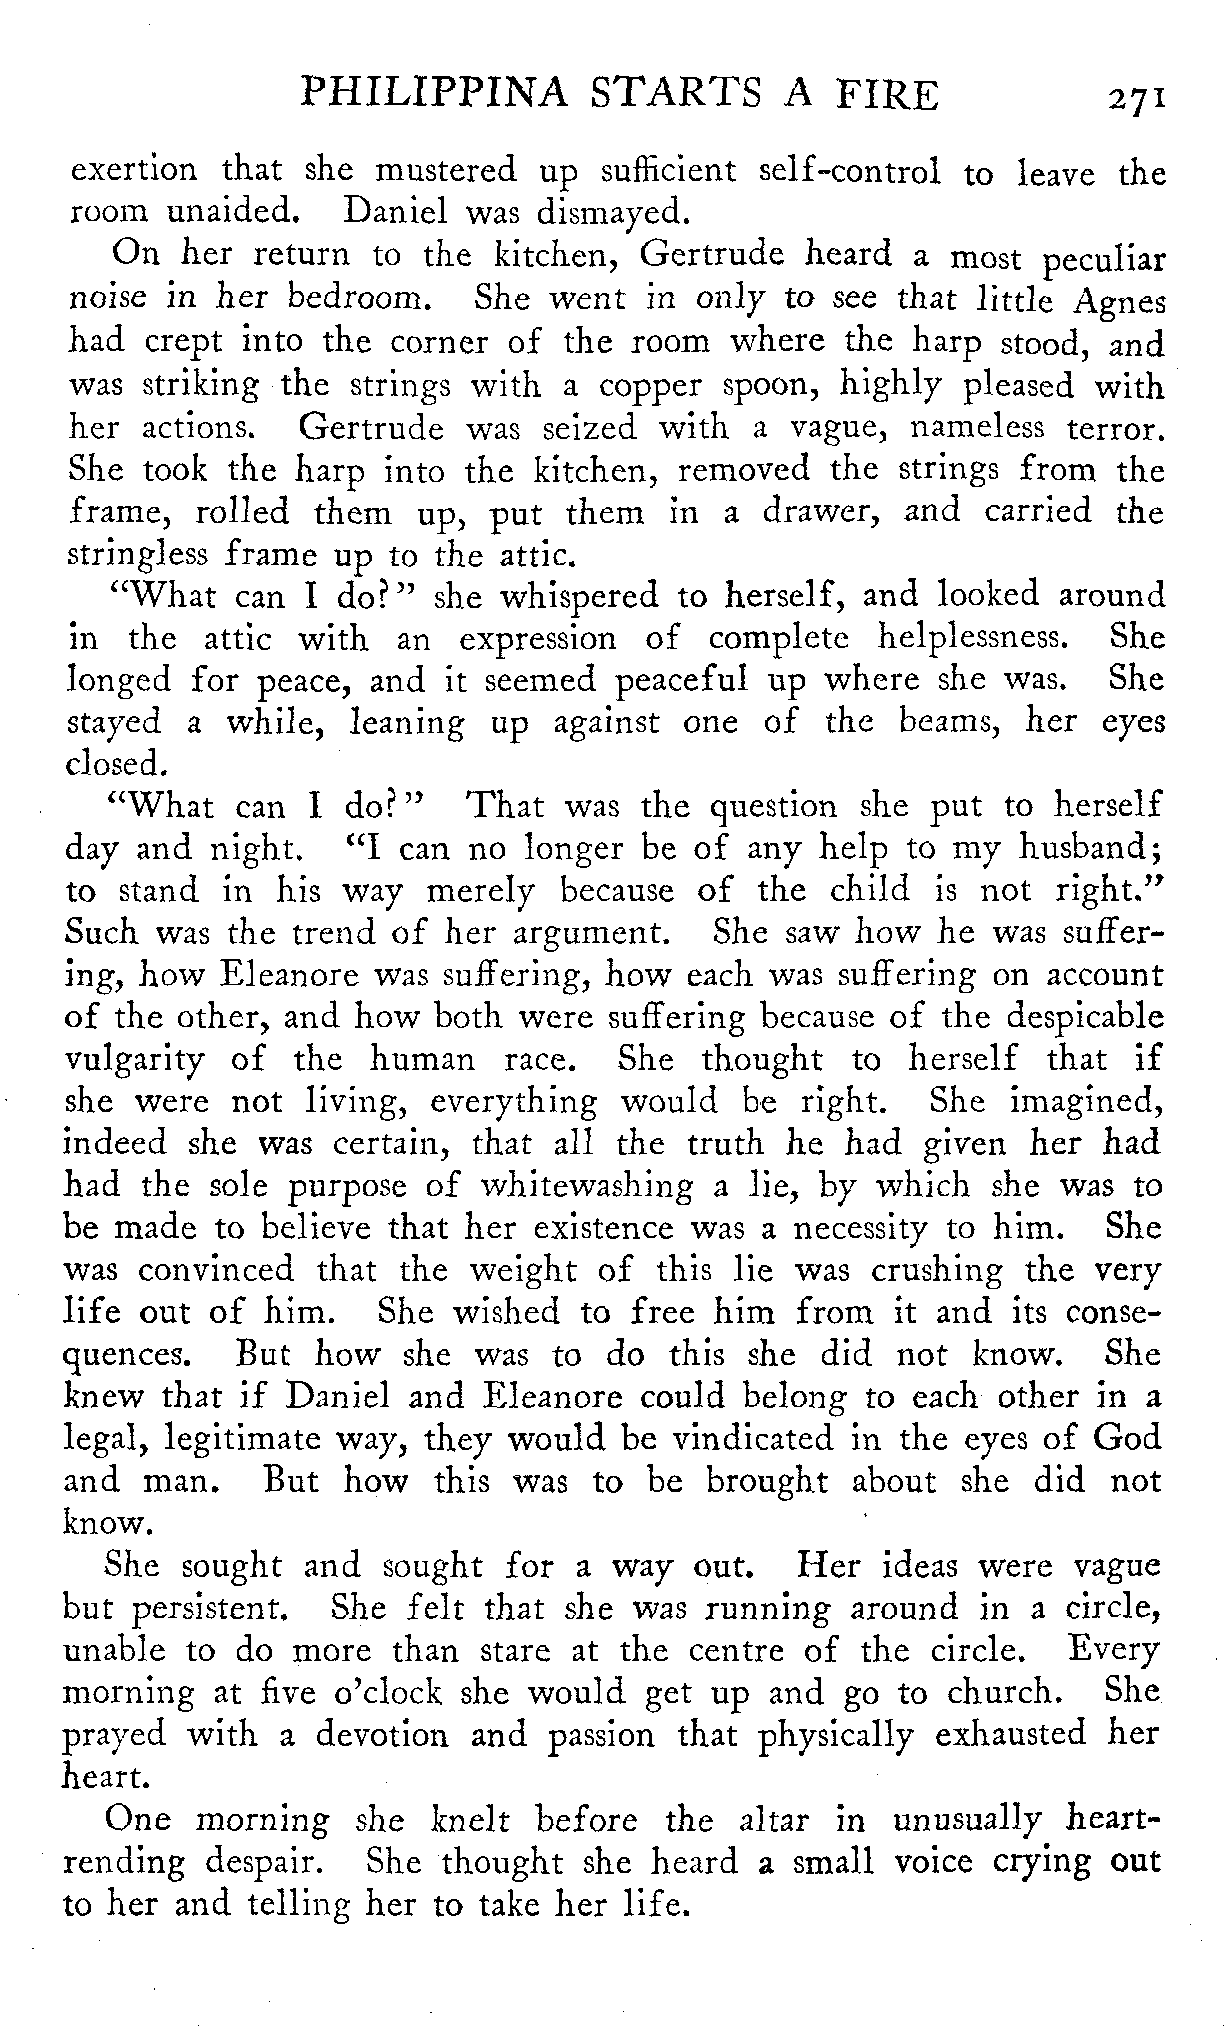 PHILIPPINA STARTS A FIRE 271
exertion that she mustered up sufficient self-control to leave the
room unaided. Daniel was dismayed.
On her return to the kitchen, Gertrude heard a most peculiar
noise in her bedroom. She went in only to see that little Agnes
had crept into the corner of the room where the harp stood, and
was striking the strings with a copper spoon, highly pleased with
her actions. Gertrude was seized with a vague, nameless terror.
She took the harp into the kitchen, removed the strings from the
frame, rolled them up, put them in a drawer, and carried the
stringless frame up to the attic.
“What can I do?” she whispered to herself, and looked around
in the attic with an expression of complete helplessness. She
longed for peace, and it seemed peaceful up where she was. She
stayed a while, leaning up against one of the beams, her eyes
closed.
“What can I do?” That was the question she put to herself
day and night. “I can no longer be of any help to my husband;
to stand in his way merely because of the child is not right.”
Such was the trend of her argument. She saw how he was suffer-
ing, how Eleanore was suffering, how each was suffering on account
of the other, and how both were suffering because of the despicable
vulgarity of the human race. She thought to herself that if
she were not living, everything would be right. She imagined,
indeed she was certain, that all the truth he had given her had
had the sole purpose of whitewashing a lie, by which she was to
be made to believe that her existence was a necessity to him. She
was convinced that the weight of this lie was crushing the very
life out of him. She wished to free him from it and its conse-
quences. But how she was to do this she did not know. She
knew that if Daniel and Eleanore could belong to each other in a
legal, legitimate way, they would be vindicated in the eyes of God
and man. But how this was to be brought about she did not
know.
She sought and sought for a way out. Her ideas were vague
but persistent. She felt that she was running around in a circle,
unable to do more than stare at the centre of the circle. Every
morning at five o’clock she would get up and go to church. She
prayed with a devotion and passion that physically exhausted her
heart.
One morning she knelt before the altar in unusually heart-
rending despair. She thought she heard a small voice crying out
to her and telling her to take her life.